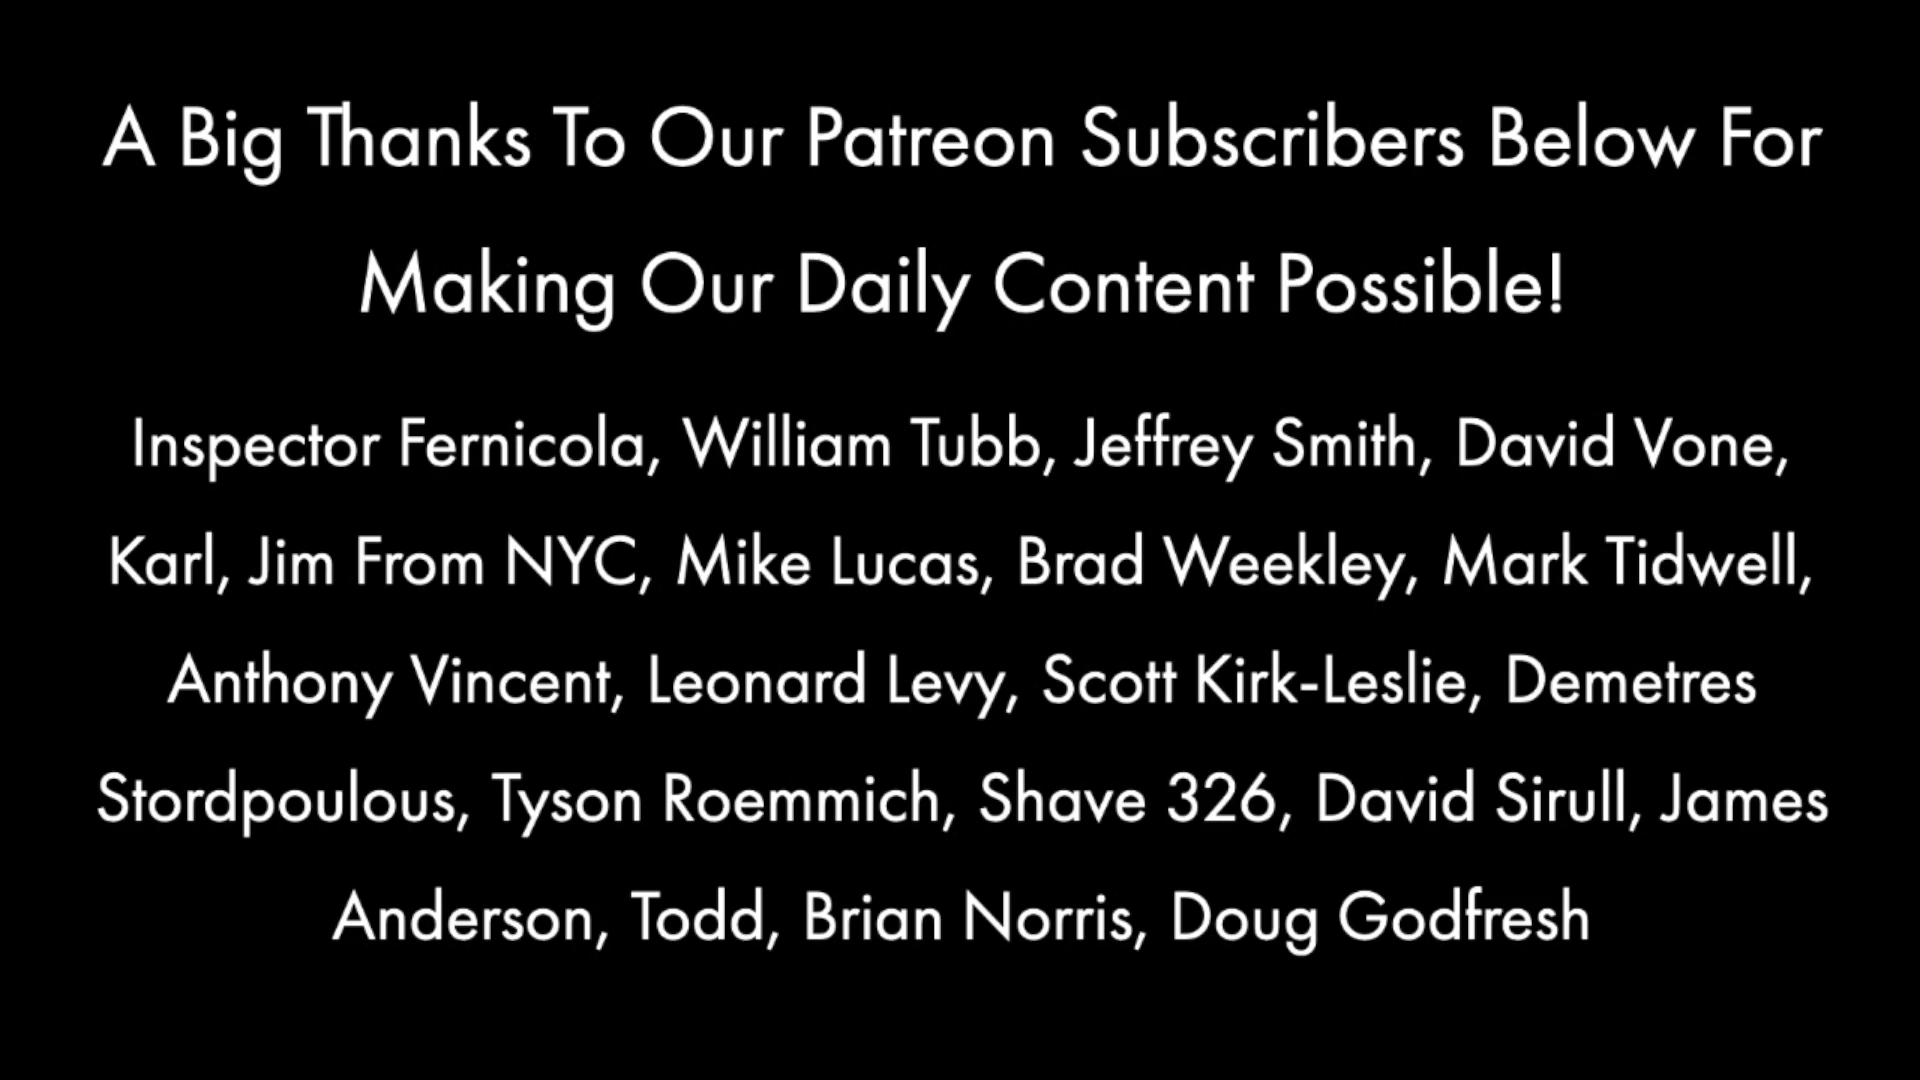 A Big Thanks To Our Patreon Subscribers Below For
Making Our Daily Content Possible!
Inspector Fernicola, William Tubb, Jeffrey Smith, David Vone,
Karl, Jim From NYC, Mike Lucas, Brad Weekley, Mark Tidwell,
Anthony Vincent, Leonard Levy, Scott Kirk-Leslie, Demetres
Stordpoulous, Tyson Roemmich, Shave 326, David Sirull, James
Anderson, Todd, Brian Norris, Doug Godfresh